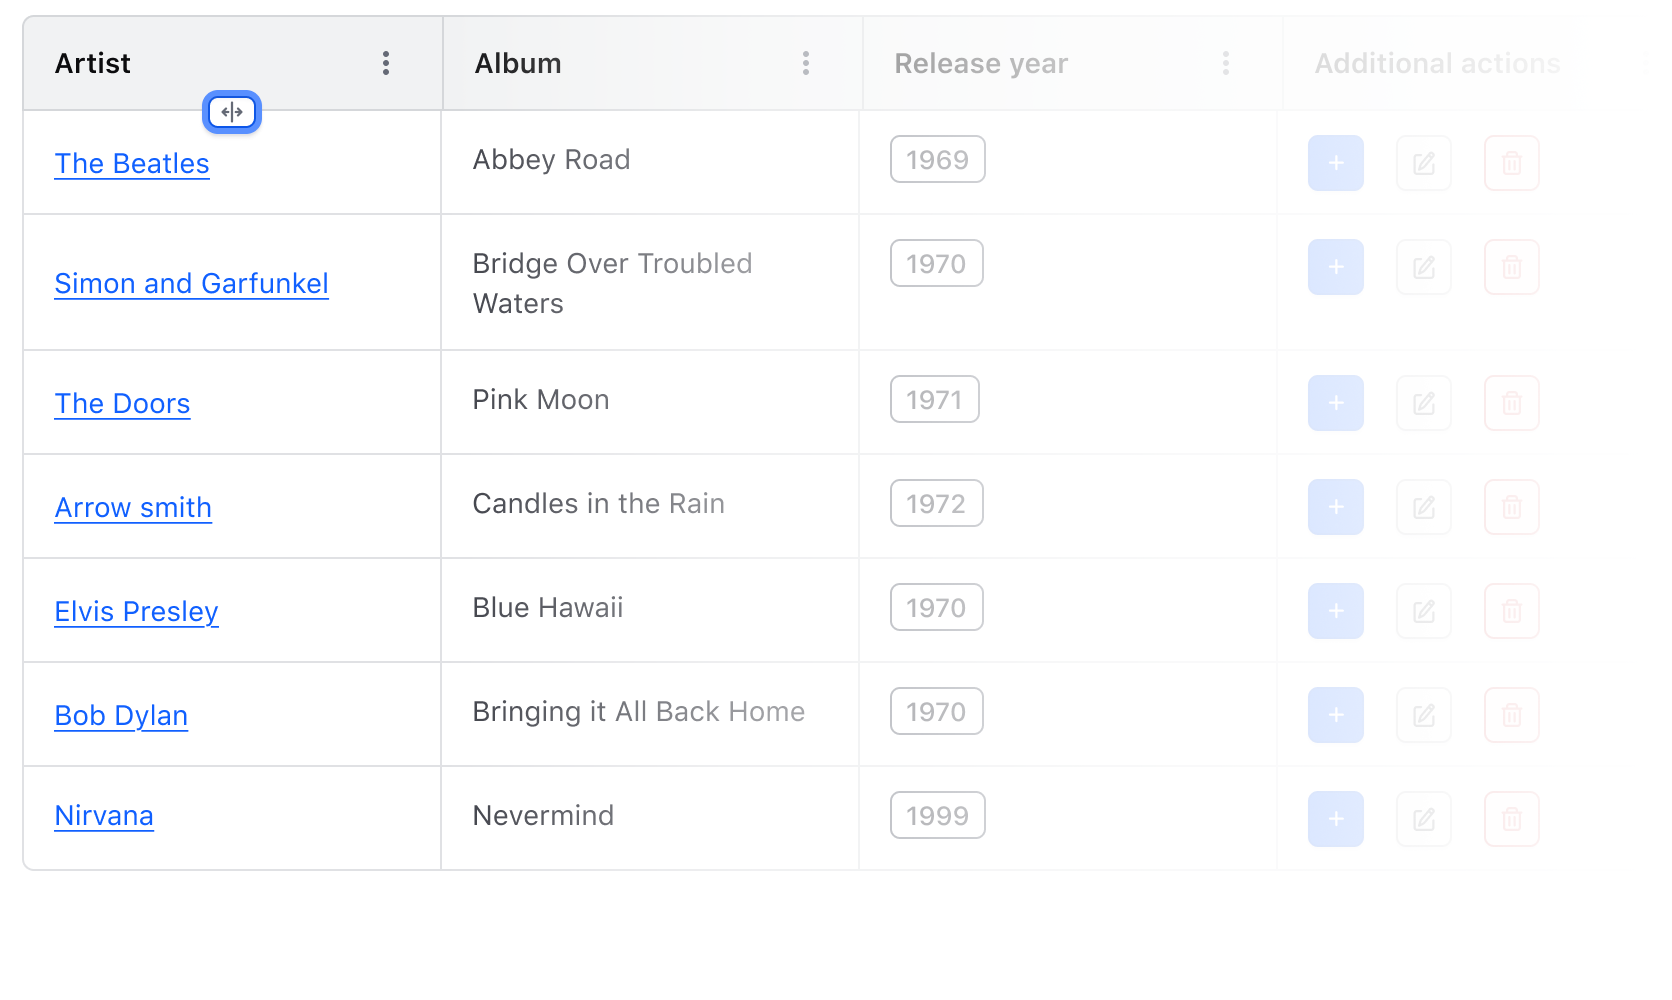 Artist Album Release year Additional actions
The Beatles Abbey Road 1969
Simon and Garfunkel Bridge Over Troubled Waters 1970
The Doors Pink Moon 1971
Arrow smith Candles in the Rain 1972
Elvis Presley Blue Hawaii 1970
Bob Dylan Bringing it All Back Home 1970
Nirvana Nevermind 1999